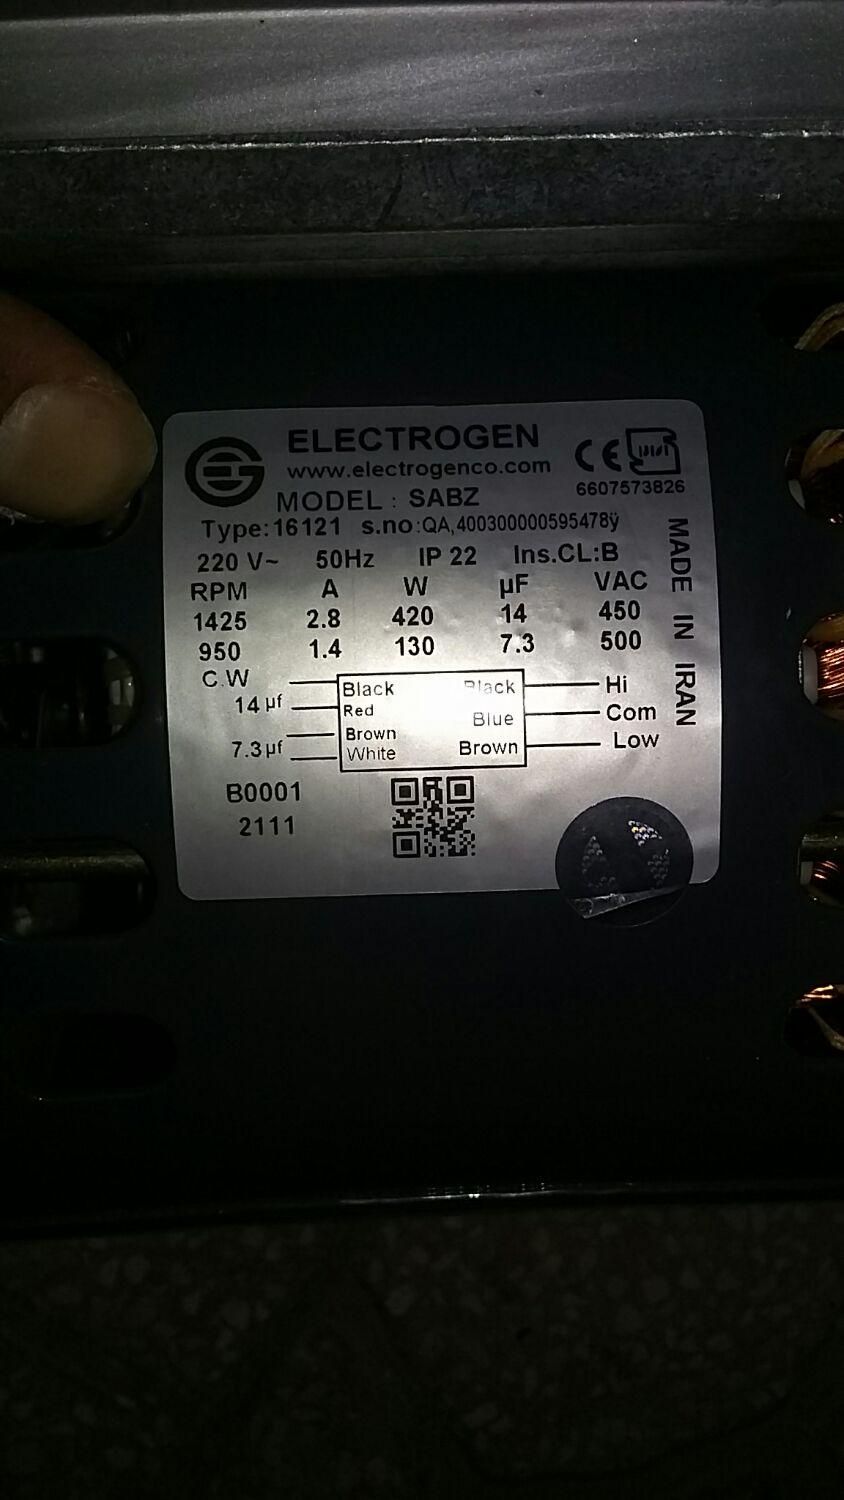 ELECTROGEN
www.electrogenco.com
CE
6607573826
MODEL : SABZ
Type:16121 s.no:QA,400300000595478ÿ
220 V~ 50Hz IP 22 Ins.CL:B
RPM A W µF VAC
1425 2.8 420 14 450
950 1.4 130 7.3 500
MADE IN IRAN
C.W
14 µf
7.3 µf
Black
Red
Brown
White
Black
Blue
Brown
Hi
Com
Low
B0001
2111